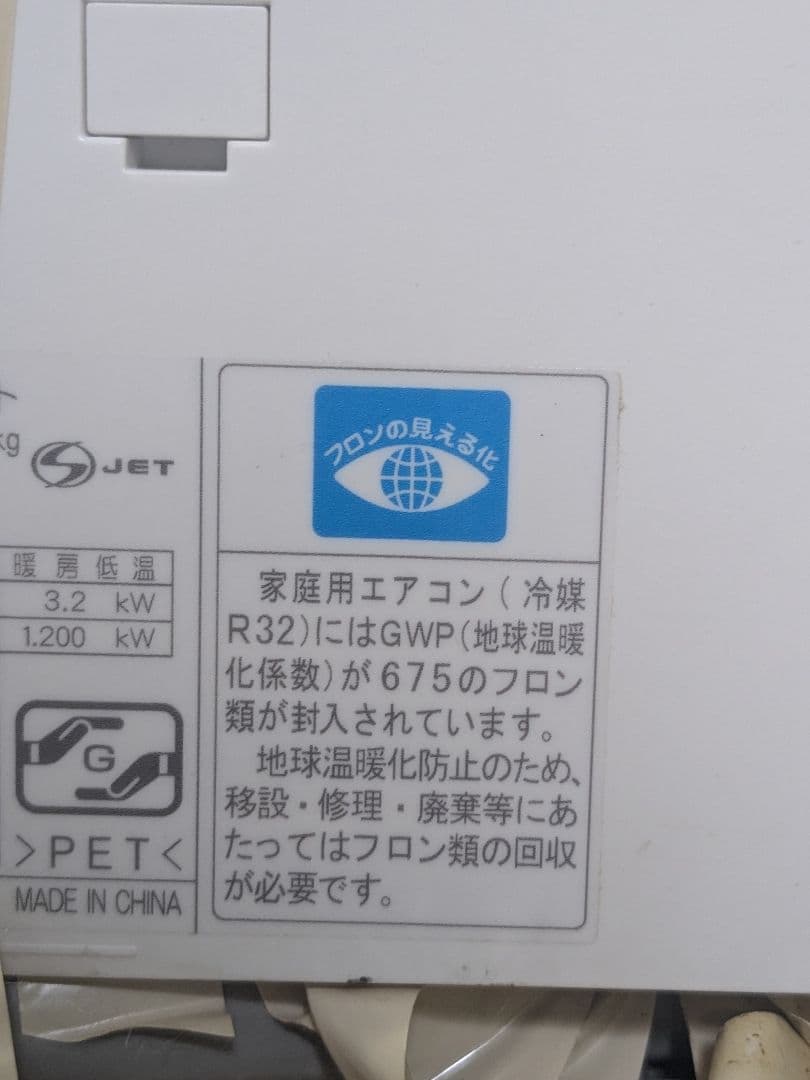 kg
JET
暖房低温
3.2 kW
1.200 kW
G
>PET<
MADE IN CHINA
フロンの見える化
家庭用エアコン(冷媒
R32)にはGWP(地球温暖
化係数)が675のフロン
類が封入されています。
地球温暖化防止のため、
移設・修理・廃棄等にあ
たってはフロン類の回収
が必要です。